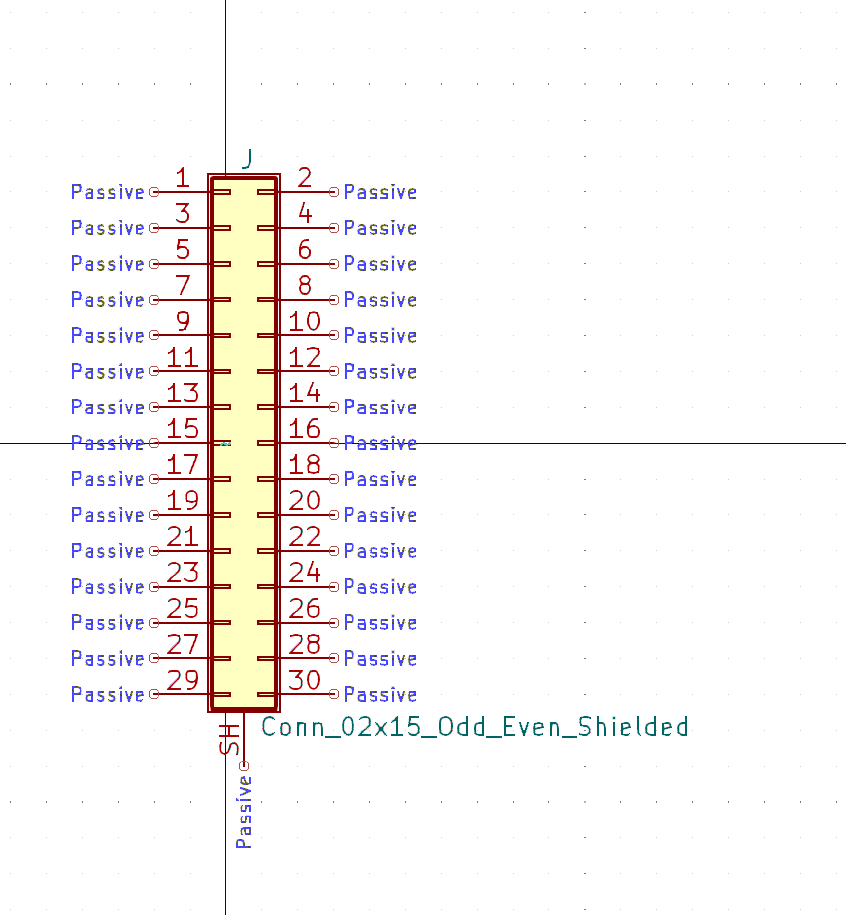 J
Passive 1 2 Passive
Passive 3 4 Passive
Passive 5 6 Passive
Passive 7 8 Passive
Passive 9 10 Passive
Passive 11 12 Passive
Passive 13 14 Passive
Passive 15 16 Passive
Passive 17 18 Passive
Passive 19 20 Passive
Passive 21 22 Passive
Passive 23 24 Passive
Passive 25 26 Passive
Passive 27 28 Passive
Passive 29 30 Passive
SH Conn_02x15_Odd_Even_Shielded
Passive